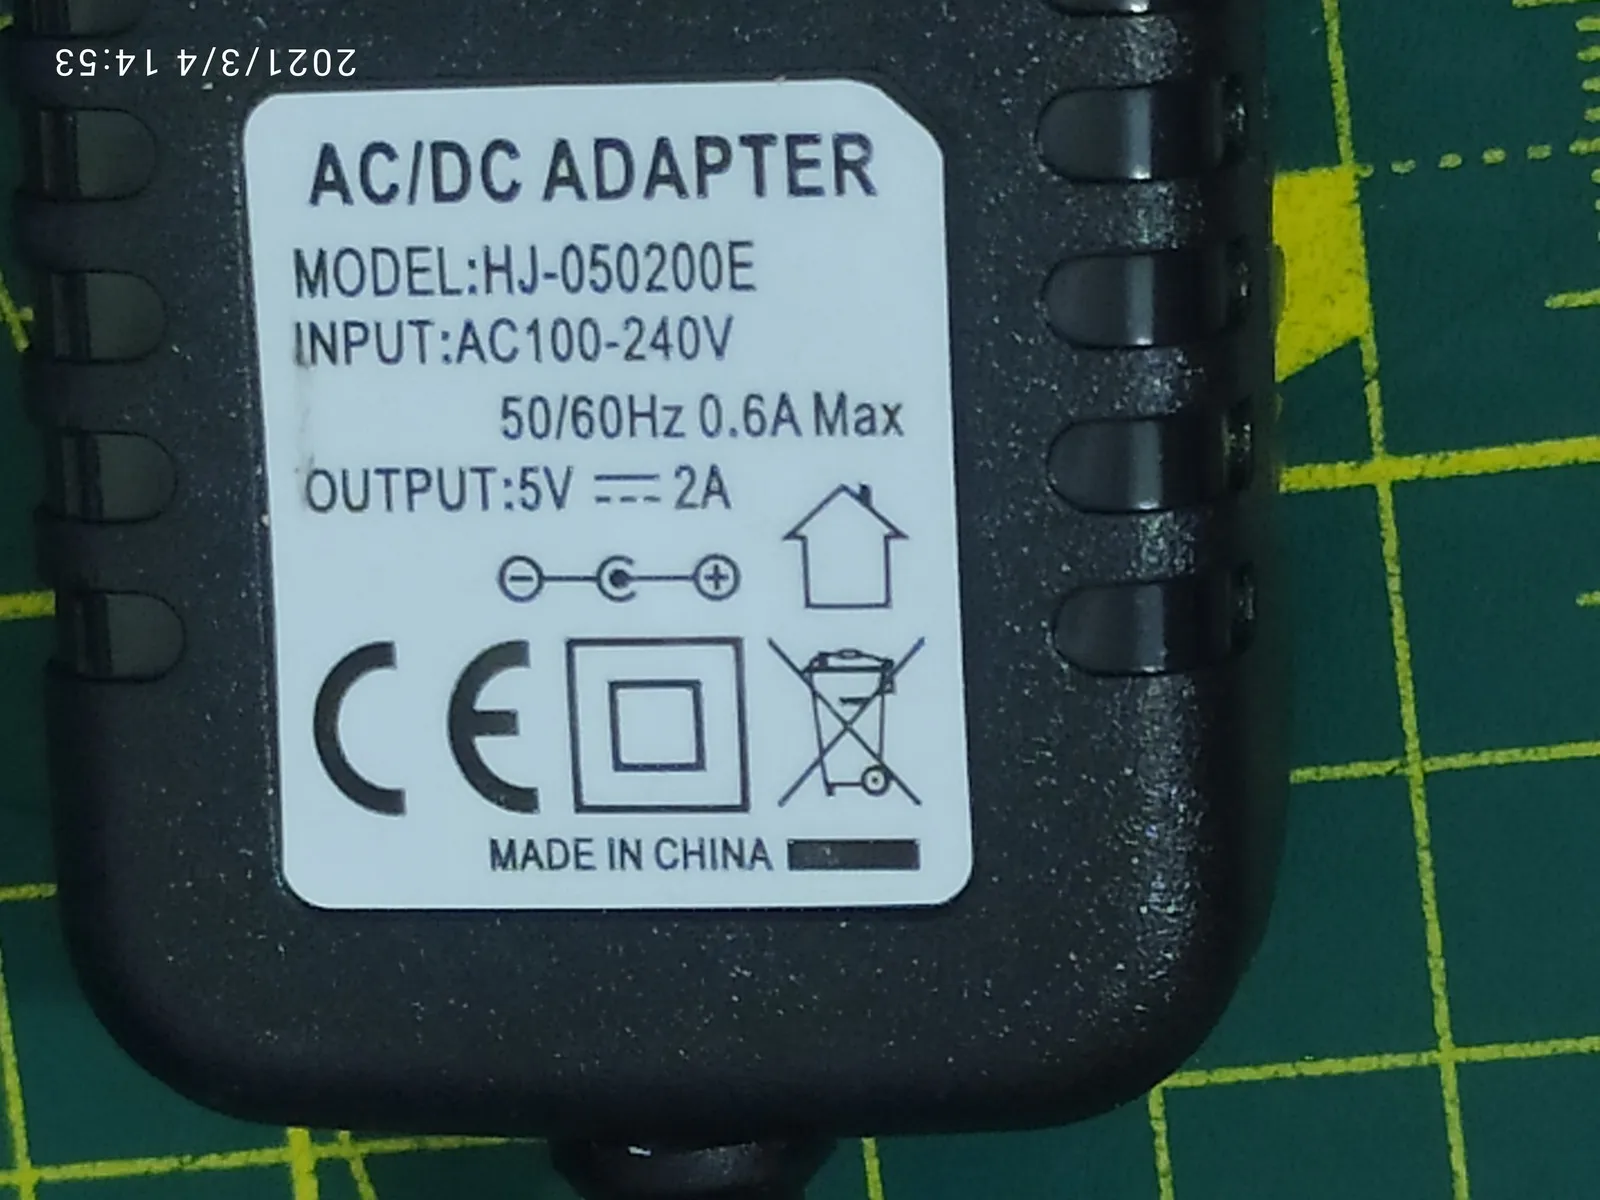 2021/3/4 14:53
AC/DC ADAPTER
MODEL:HJ-050200E
INPUT:AC100-240V
50/60Hz 0.6A Max
OUTPUT:5V ⎓ 2A
CE
MADE IN CHINA